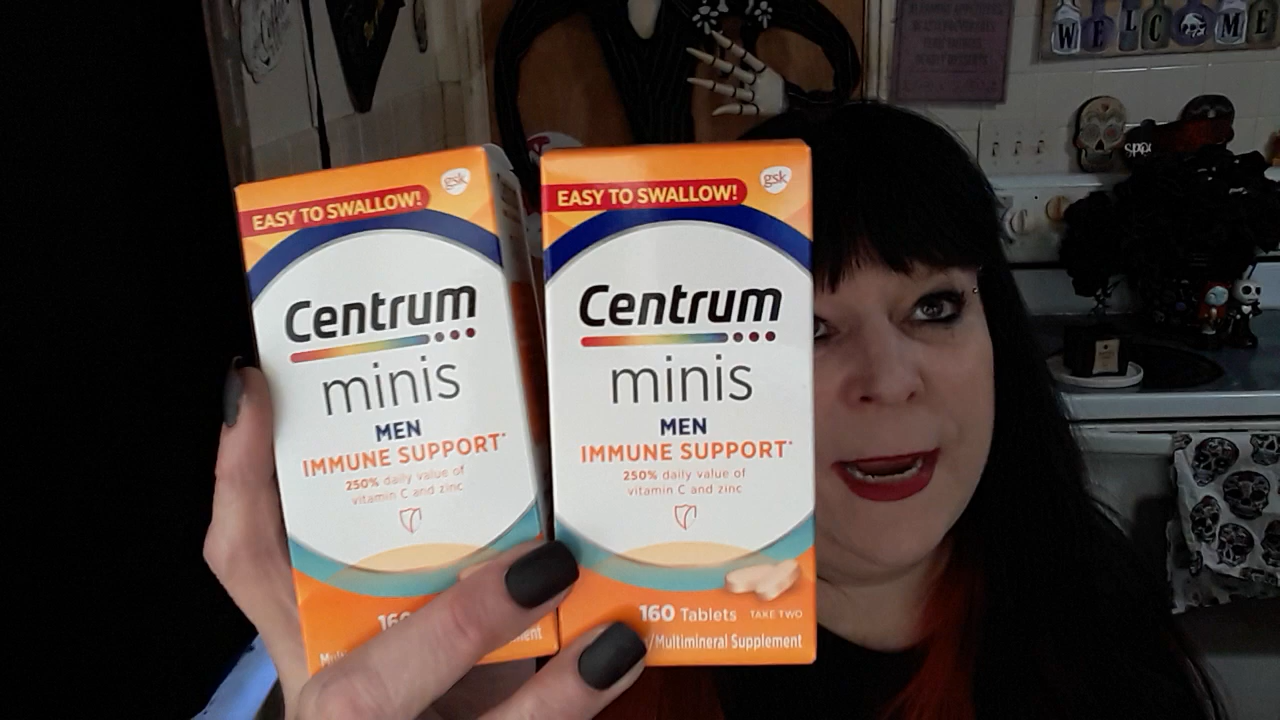 WELCOME
EASY TO SWALLOW!
gsk
Centrum
minis
MEN
IMMUNE SUPPORT*
250% daily value of
vitamin C and zinc
EASY TO SWALLOW!
gsk
Centrum
minis
MEN
IMMUNE SUPPORT*
250% daily value of
vitamin C and zinc
160 Tablets TAKE TWO
/Multimineral Supplement